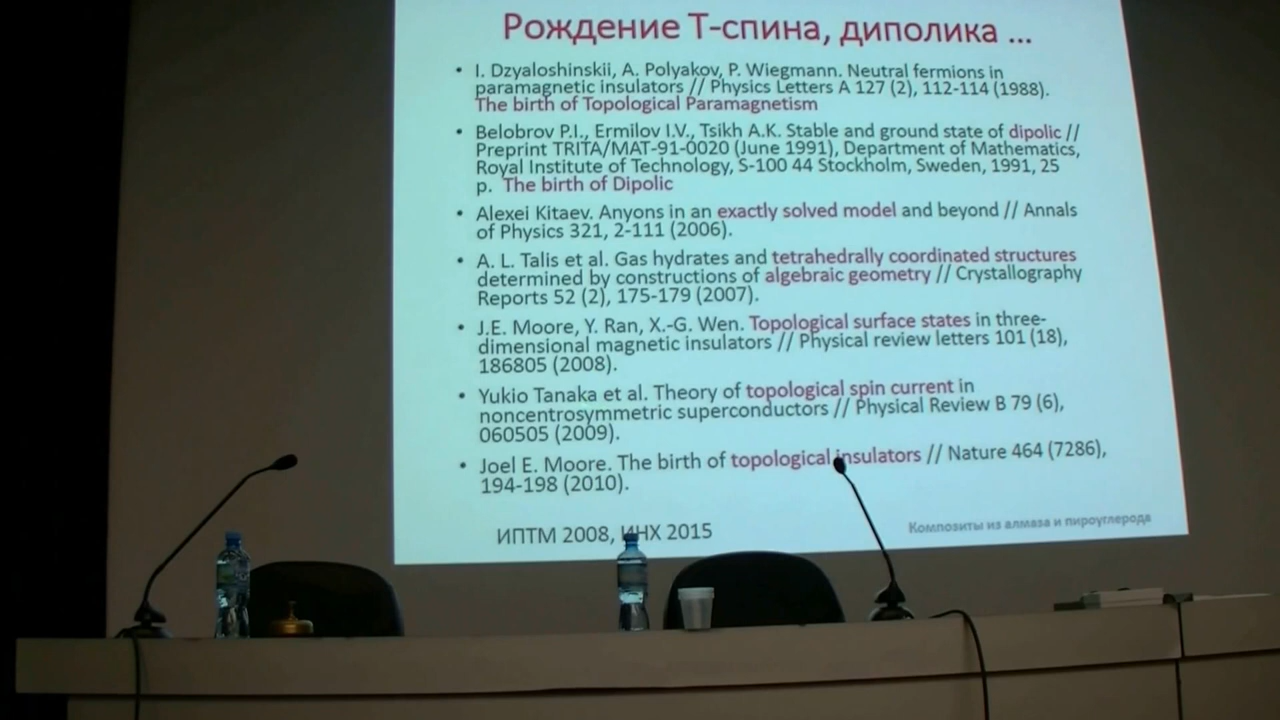 Рождение Т-спина, диполика ...
• I. Dzyaloshinskii, A. Polyakov, P. Wiegmann. Neutral fermions in
paramagnetic insulators // Physics Letters A 127 (2), 112-114 (1988).
The birth of Topological Paramagnetism
• Belobrov P.I., Ermilov I.V., Tsikh A.K. Stable and ground state of dipolic //
Preprint TRITA/MAT-91-0020 (June 1991), Department of Mathematics,
Royal Institute of Technology, S-100 44 Stockholm, Sweden, 1991, 25
p. The birth of Dipolic
• Alexei Kitaev. Anyons in an exactly solved model and beyond // Annals
of Physics 321, 2-111 (2006).
• A. L. Talis et al. Gas hydrates and tetrahedrally coordinated structures
determined by constructions of algebraic geometry // Crystallography
Reports 52 (2), 175-179 (2007).
• J.E. Moore, Y. Ran, X.-G. Wen. Topological surface states in three-
dimensional magnetic insulators // Physical review letters 101 (18),
186805 (2008).
• Yukio Tanaka et al. Theory of topological spin current in
noncentrosymmetric superconductors // Physical Review B 79 (6),
060505 (2009).
• Joel E. Moore. The birth of topological insulators // Nature 464 (7286),
194-198 (2010).
ИПТМ 2008, ИНХ 2015
Композиты из алмаза и пироуглерода